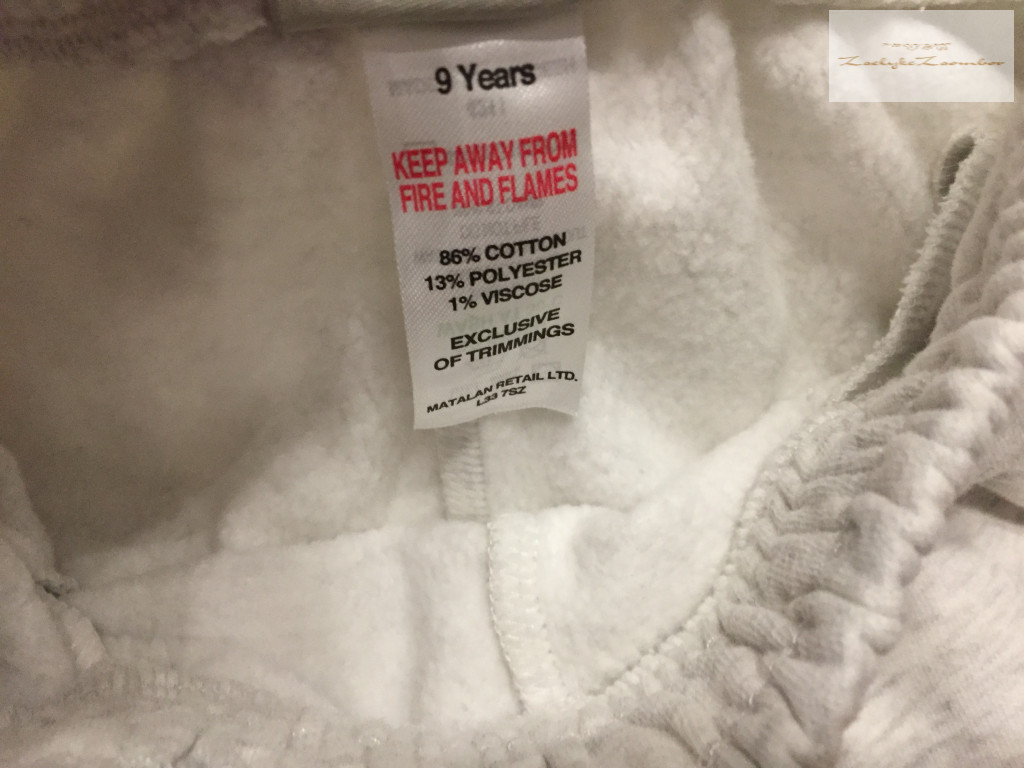 9 Years
KEEP AWAY FROM
FIRE AND FLAMES
86% COTTON
13% POLYESTER
1% VISCOSE
EXCLUSIVE
OF TRIMMINGS
MATALAN RETAIL LTD.
L33 7SZ